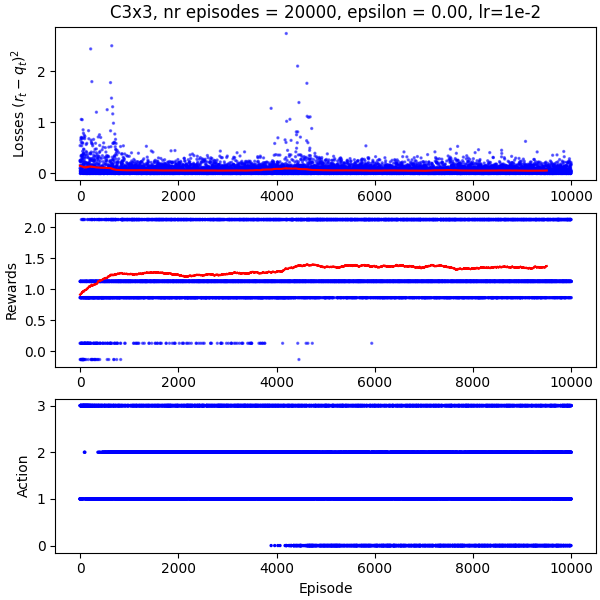 C3x3, nr episodes = 20000, epsilon = 0.00, lr=1e-2
Losses $(r_t - q_t)^2$
2
1
0
0 2000 4000 6000 8000 10000
Rewards
2.0
1.5
1.0
0.5
0.0
0 2000 4000 6000 8000 10000
Action
3
2
1
0
0 2000 4000 6000 8000 10000
Episode